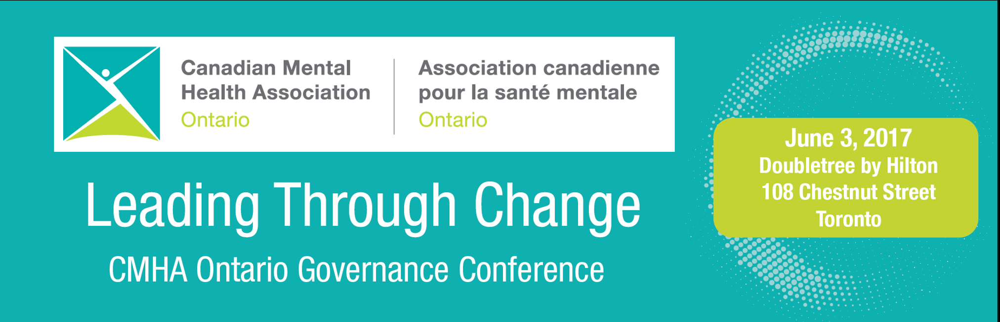 Canadian Mental
Health Association
Ontario
Association canadienne
pour la santé mentale
Ontario
Leading Through Change
CMHA Ontario Governance Conference
June 3, 2017
Doubletree by Hilton
108 Chestnut Street
Toronto